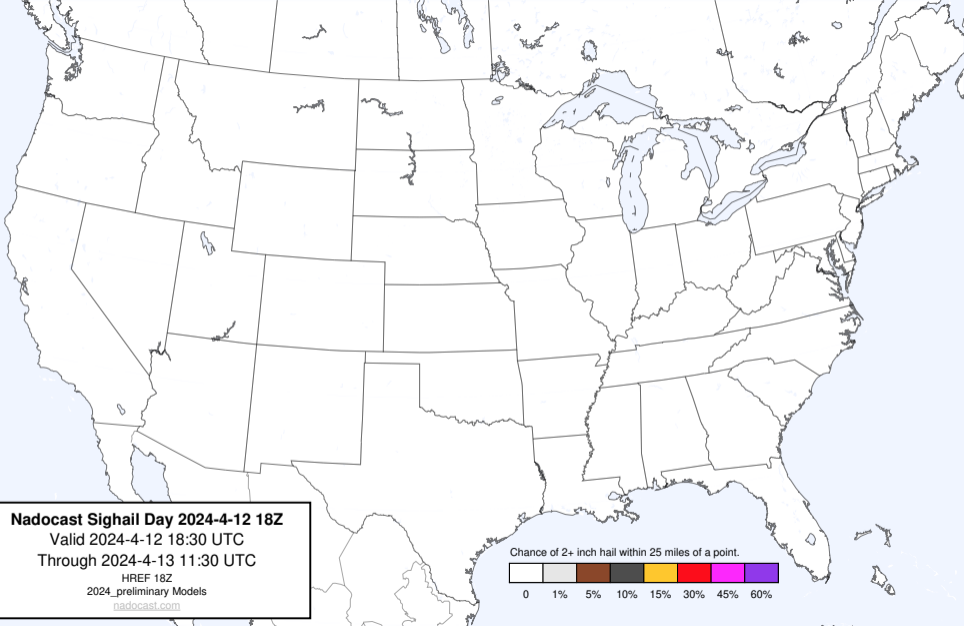 Nadocast Sighail Day 2024-4-12 18Z
Valid 2024-4-12 18:30 UTC
Through 2024-4-13 11:30 UTC
HREF 18Z
2024_preliminary Models
nadocast.com
Chance of 2+ inch hail within 25 miles of a point.
0 1% 5% 10% 15% 30% 45% 60%